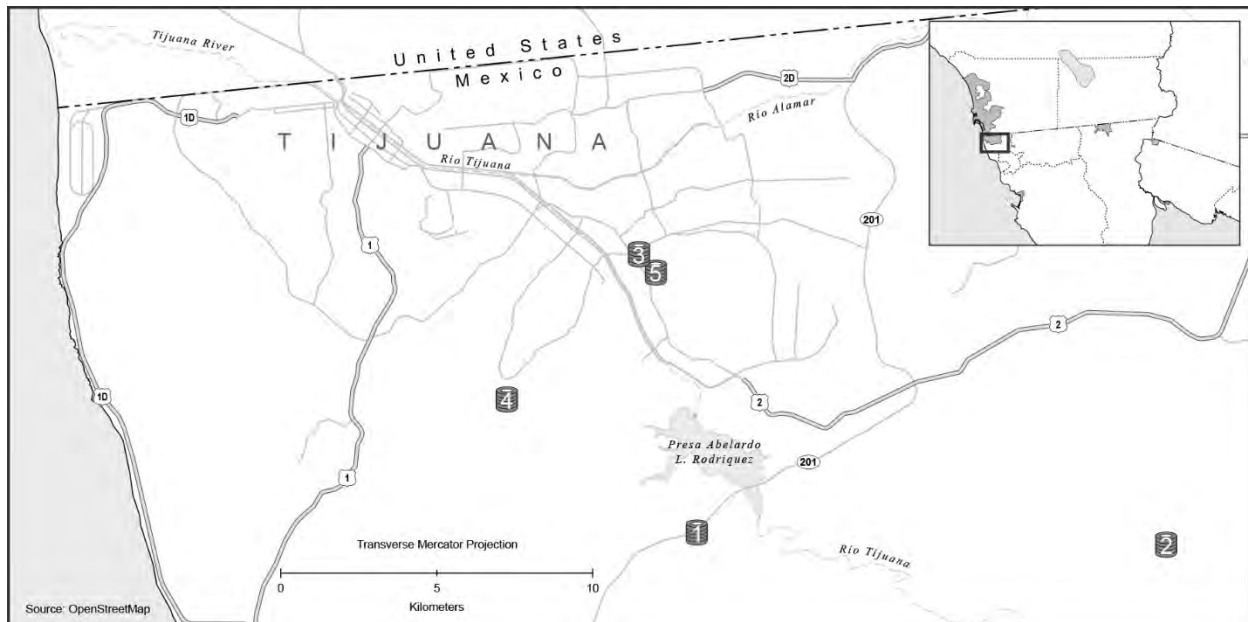 Tijuana River
United States
Mexico
2D
1D
Rio Alamar
TIJUANA
Rio Tijuana
201
1
3
5
2
1D
4
2
Presa Abelardo
L. Rodriquez
201
1
1
2
Rio Tijuana
Transverse Mercator Projection
0 5 10
Kilometers
Source: OpenStreetMap